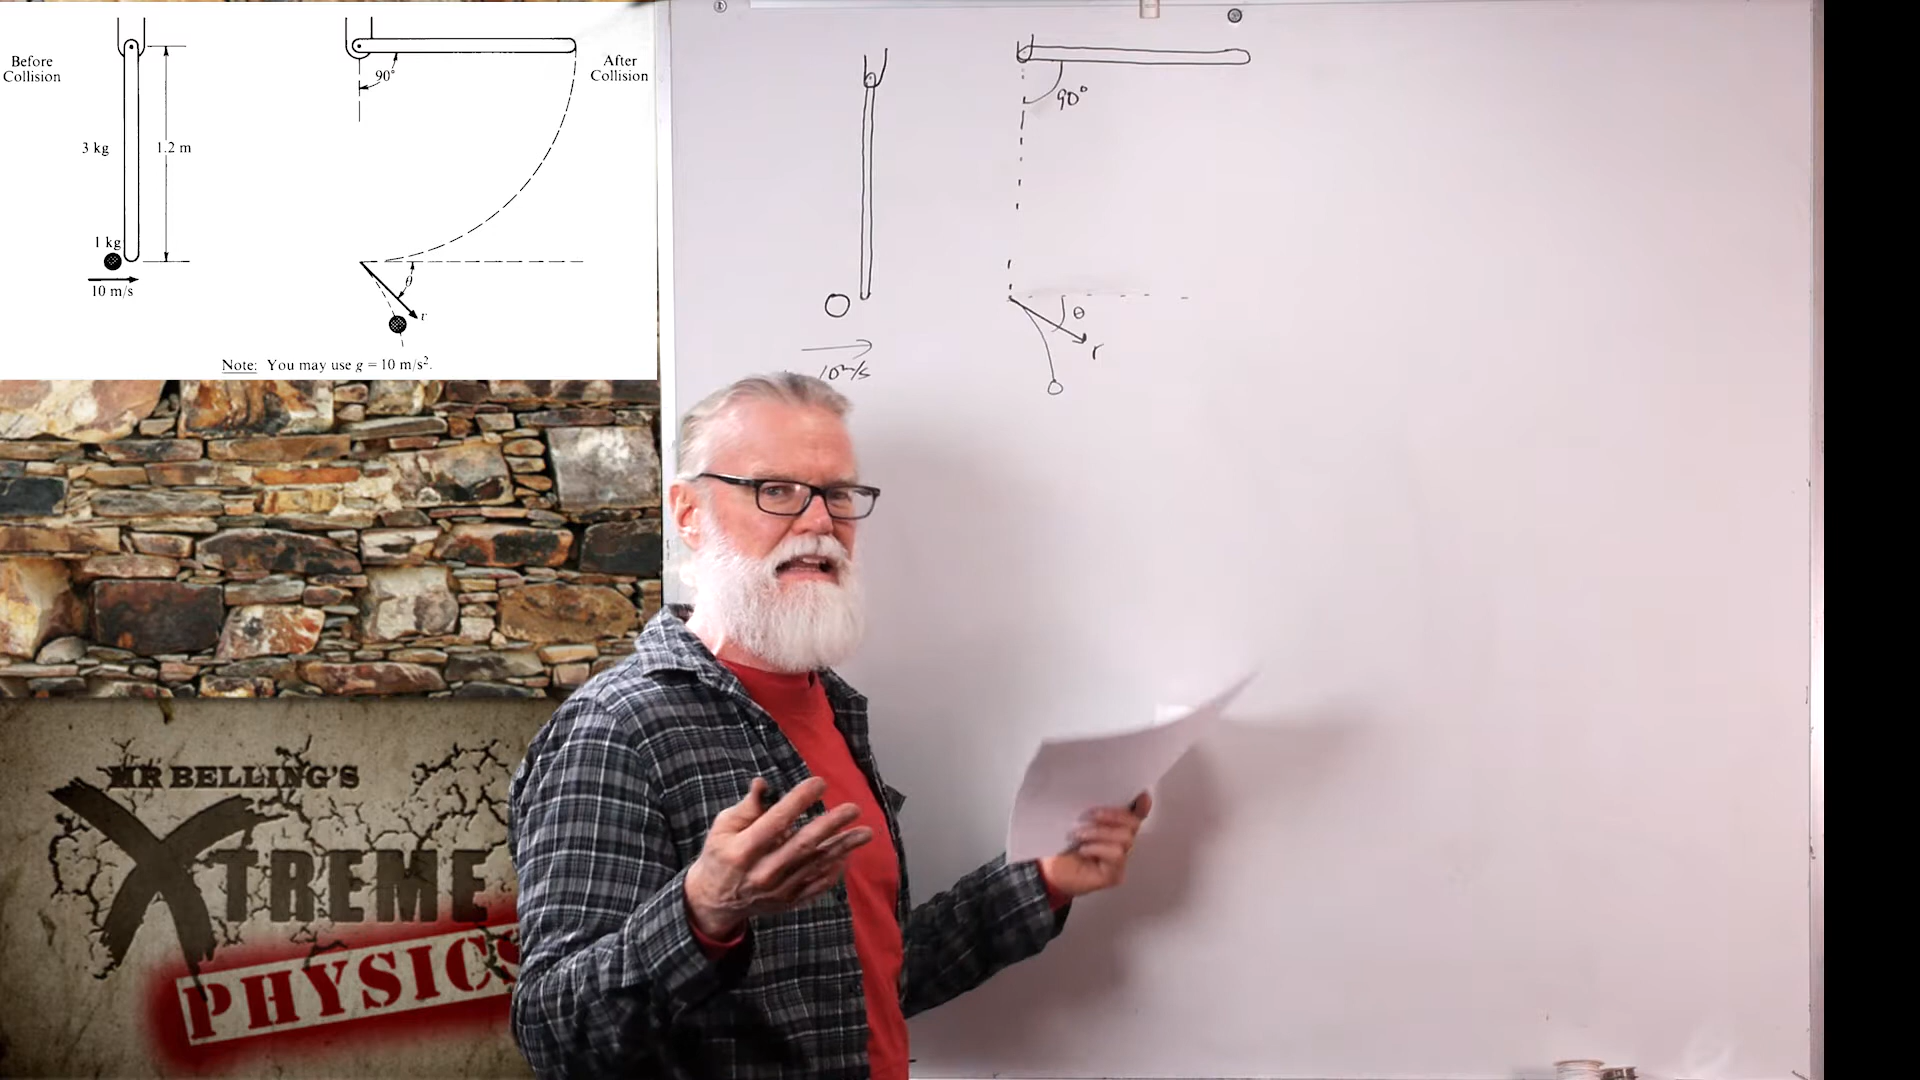 Before
Collision
3 kg
1.2 m
1 kg
10 m/s
90°
After
Collision
θ
v
Note: You may use g = 10 m/s².
90°
θ
10 m/s
MR BELLING'S
XTREME
PHYSICS